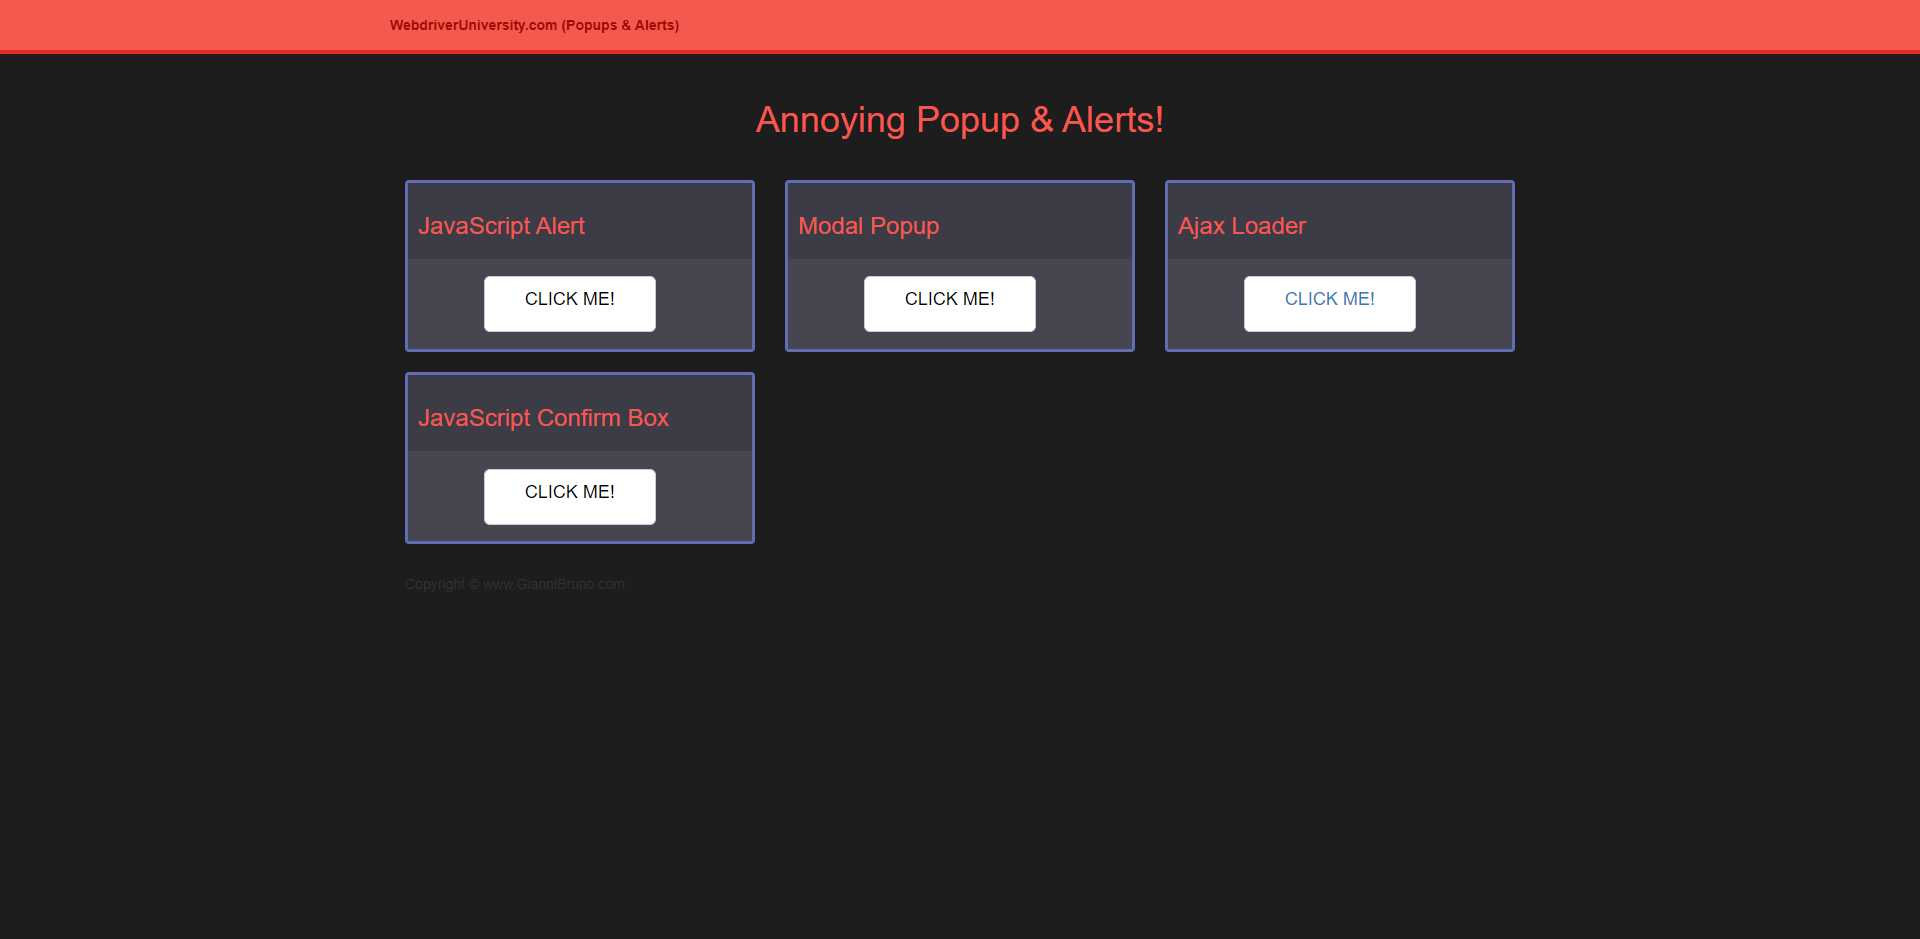 WebdriverUniversity.com (Popups & Alerts)
Annoying Popup & Alerts!
JavaScript Alert
CLICK ME!
Modal Popup
CLICK ME!
Ajax Loader
CLICK ME!
JavaScript Confirm Box
CLICK ME!
Copyright © www.GianniBruno.com